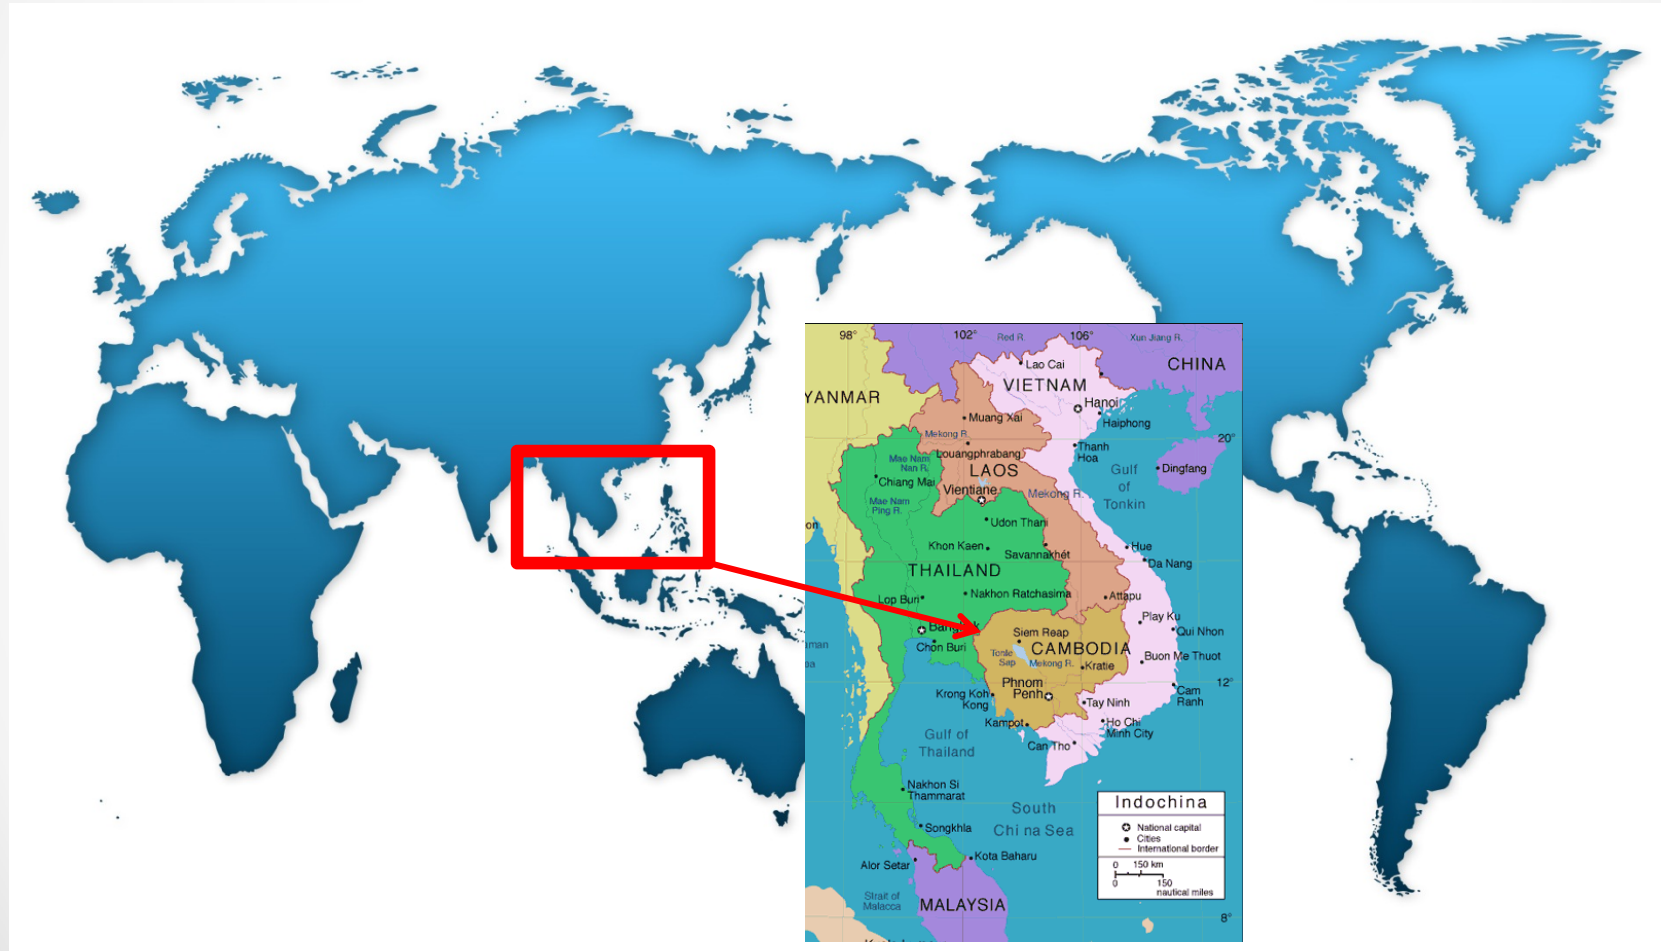 98°
102°
106°
Red R.
Xun Jiang R.
CHINA
Lao Cai
VIETNAM
YANMAR
Hanoi
Haiphong
Muang Xai
Mekong R.
20°
Thanh
Hoa
Louangphrabang
LAOS
Gulf
of
Tonkin
Dingfang
Mae Nam
Nan R.
Chiang Mai
Vientiane
Mekong R.
Mae Nam
Ping R.
on
Udon Thani
Khon Kaen
Savannakhét
Hue
Da Nang
THAILAND
Lop Buri
Nakhon Ratchasima
Attapu
Play Ku
Qui Nhon
Siem Reap
CAMBODIA
Chon Buri
Tonle
Sap
Mekong R.
Kratie
Buon Me Thuot
Phnom
Penh
12°
Krong Koh
Kong
Cam
Ranh
Tay Ninh
Kampot
Ho Chi
Minh City
Can Tho
Gulf of
Thailand
Nakhon Si
Thammarat
South
Chi na Sea
Songkhla
Kota Baharu
Alor Setar
Strait of
Malacca
MALAYSIA
8°
Indochina
National capital
Cities
International border
0 150 km
0 150
nautical miles